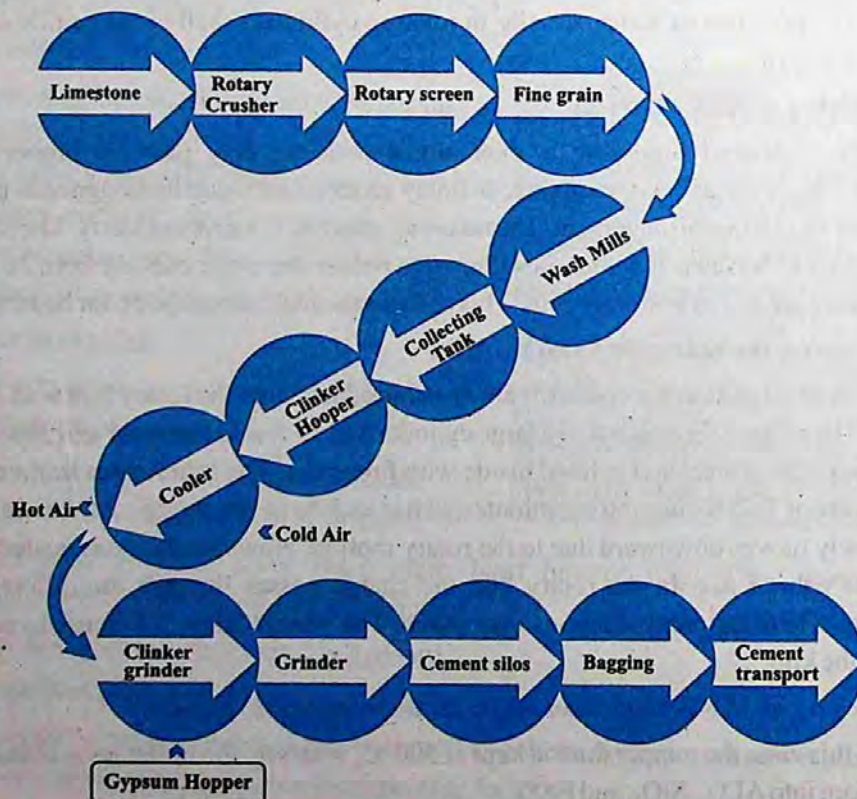 Limestone
Rotary
Crusher
Rotary screen
Fine grain
Wash Mills
Collecting
Tank
Clinker
Hooper
Cooler
Hot Air
Cold Air
Clinker
grinder
Grinder
Cement silos
Bagging
Cement
transport
Gypsum Hopper